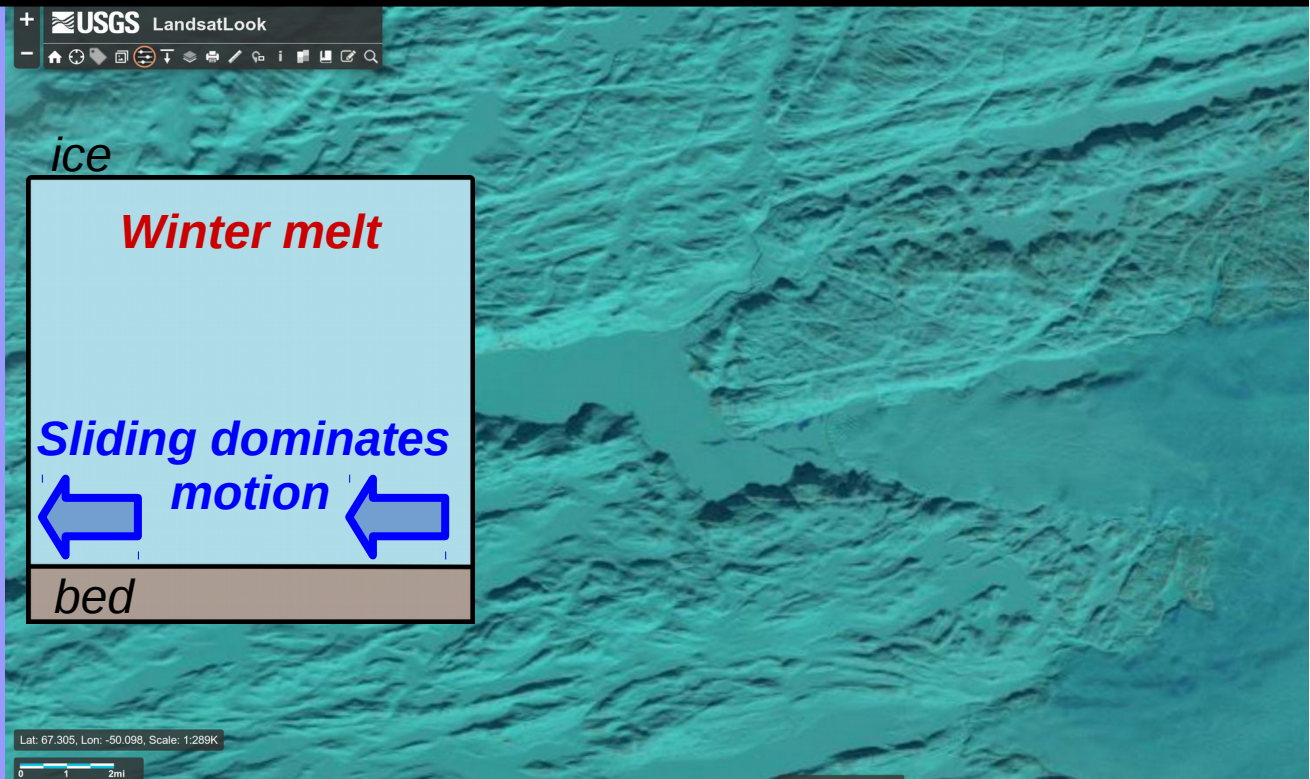 USGS LandsatLook
ice
Winter melt
Sliding dominates
motion
bed
Lat: 67.305, Lon: -50.098, Scale: 1:289K
0 1 2mi